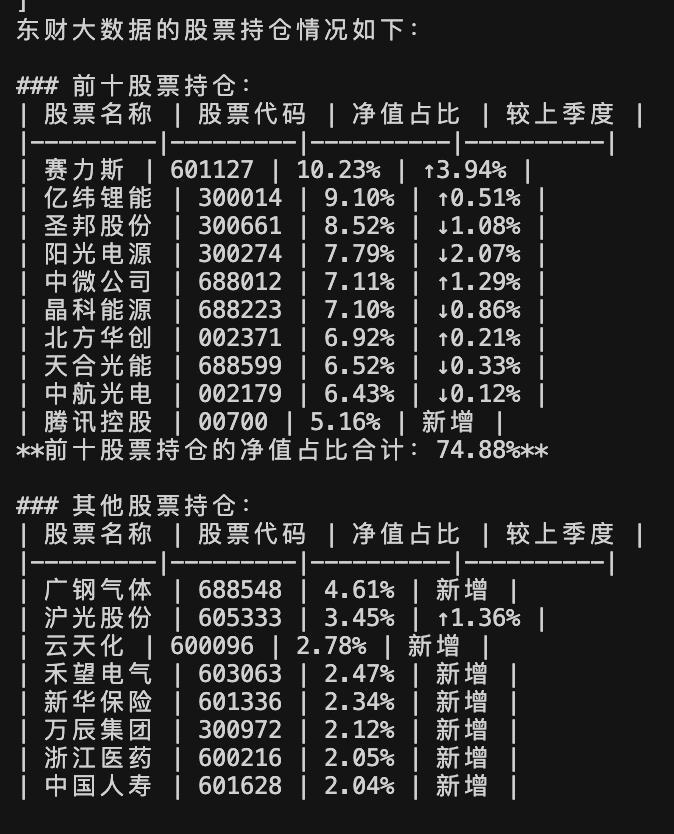 ]
东财大数据的股票持仓情况如下：
### 前十股票持仓：
| 股票名称 | 股票代码 | 净值占比 | 较上季度 |
|---------|---------|----------|----------|
| 赛力斯 | 601127 | 10.23% | ↑3.94% |
| 亿纬锂能 | 300014 | 9.10% | ↑0.51% |
| 圣邦股份 | 300661 | 8.52% | ↓1.08% |
| 阳光电源 | 300274 | 7.79% | ↓2.07% |
| 中微公司 | 688012 | 7.11% | ↑1.29% |
| 晶科能源 | 688223 | 7.10% | ↓0.86% |
| 北方华创 | 002371 | 6.92% | ↑0.21% |
| 天合光能 | 688599 | 6.52% | ↓0.33% |
| 中航光电 | 002179 | 6.43% | ↓0.12% |
| 腾讯控股 | 00700 | 5.16% | 新增 |
**前十股票持仓的净值占比合计：74.88%**
### 其他股票持仓：
| 股票名称 | 股票代码 | 净值占比 | 较上季度 |
|---------|---------|----------|----------|
| 广钢气体 | 688548 | 4.61% | 新增 |
| 沪光股份 | 605333 | 3.45% | ↑1.36% |
| 云天化 | 600096 | 2.78% | 新增 |
| 禾望电气 | 603063 | 2.47% | 新增 |
| 新华保险 | 601336 | 2.34% | 新增 |
| 万辰集团 | 300972 | 2.12% | 新增 |
| 浙江医药 | 600216 | 2.05% | 新增 |
| 中国人寿 | 601628 | 2.04% | 新增 |